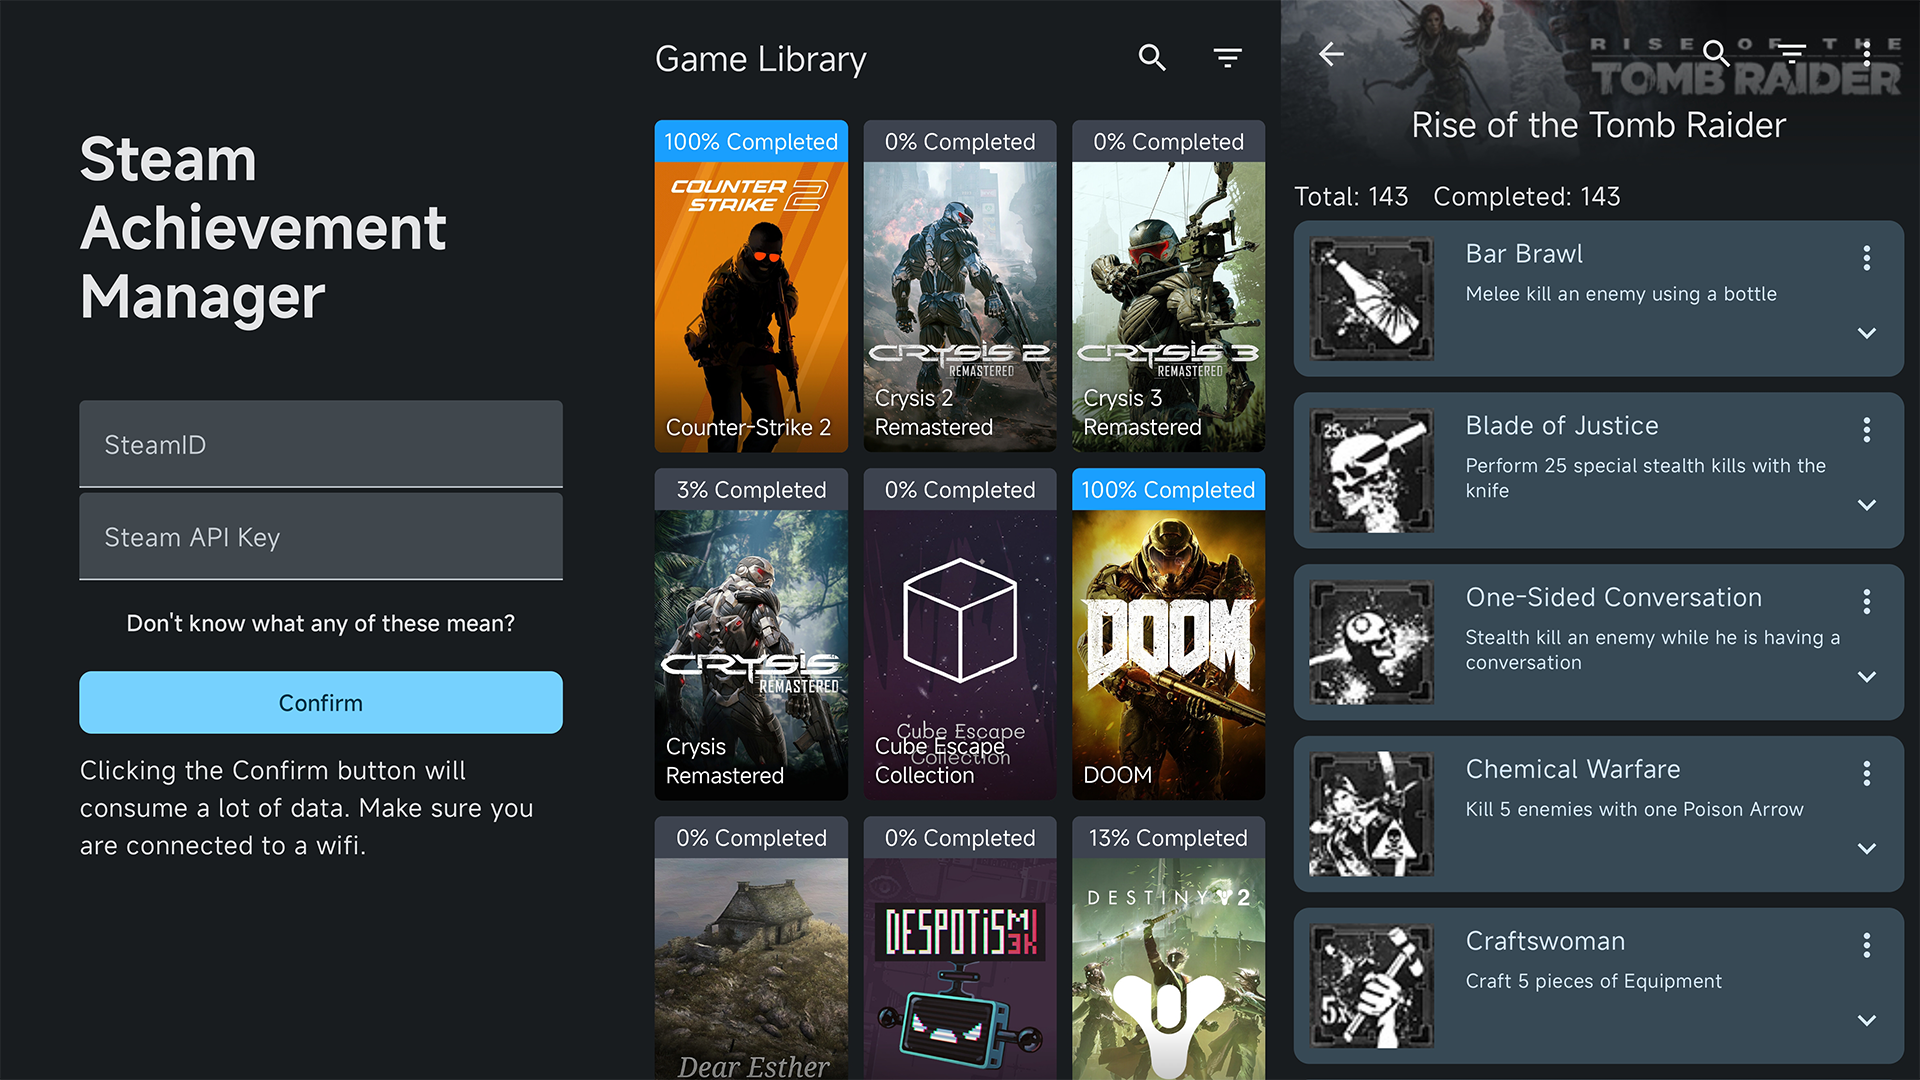 Steam
Achievement
Manager
SteamID
Steam API Key
Don't know what any of these mean?
Confirm
Clicking the Confirm button will
consume a lot of data. Make sure you
are connected to a wifi.
Game Library
100% Completed
COUNTER
STRIKE 2
Counter-Strike 2
0% Completed
CRYSIS 2
REMASTERED
Crysis 2
Remastered
0% Completed
CRYSIS 3
REMASTERED
Crysis 3
Remastered
3% Completed
CRYSIS
REMASTERED
Crysis
Remastered
0% Completed
Cube Escape
Collection
Cube Escape
Collection
100% Completed
DOOM
DOOM
0% Completed
Dear Esther
0% Completed
DESPOTiSM!
3K
13% Completed
DESTINY 2
RISE OF THE
TOMB RAIDER
Rise of the Tomb Raider
Total: 143 Completed: 143
Bar Brawl
Melee kill an enemy using a bottle
25x
Blade of Justice
Perform 25 special stealth kills with the
knife
One-Sided Conversation
Stealth kill an enemy while he is having a
conversation
Chemical Warfare
Kill 5 enemies with one Poison Arrow
5x
Craftswoman
Craft 5 pieces of Equipment